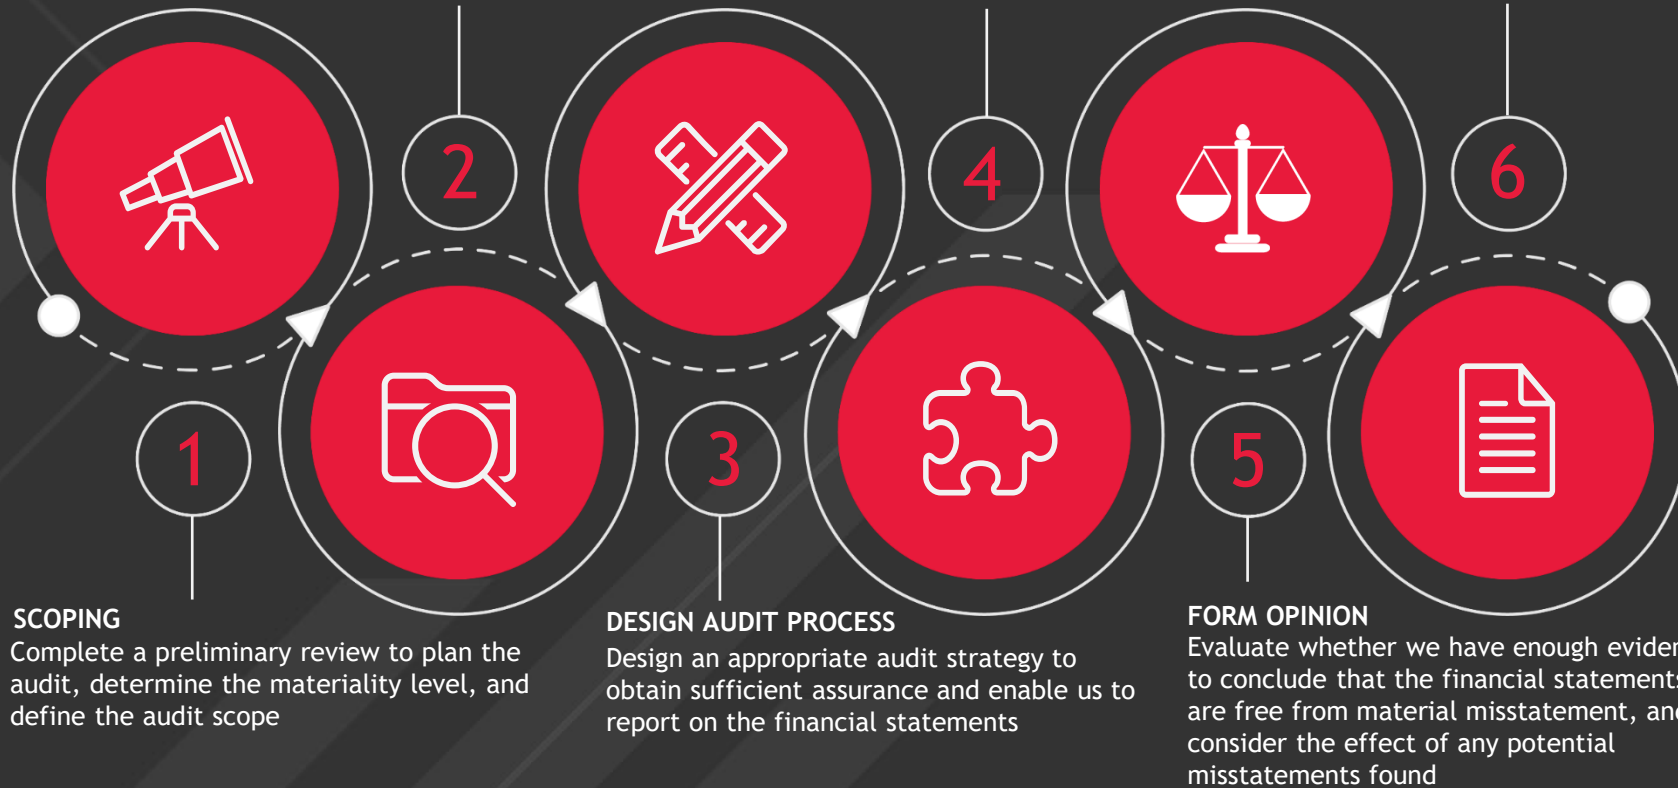 2
4
6
1
3
5
SCOPING
Complete a preliminary review to plan the
audit, determine the materiality level, and
define the audit scope
DESIGN AUDIT PROCESS
Design an appropriate audit strategy to
obtain sufficient assurance and enable us to
report on the financial statements
FORM OPINION
Evaluate whether we have enough
to conclude that the financial statements
are free from material misstatement, and
consider the effect of any potential
misstatements found